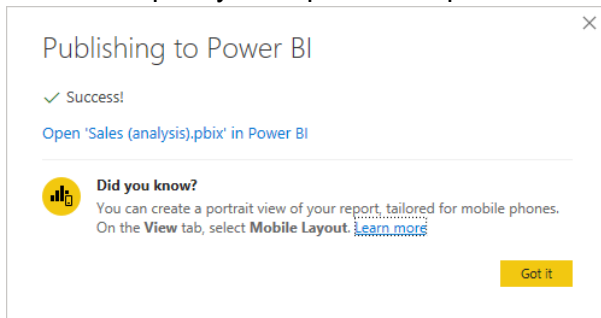 Publishing to Power BI
Success!
Open 'Sales (analysis).pbix' in Power BI
Did you know?
You can create a portrait view of your report, tailored for mobile phones.
On the View tab, select Mobile Layout. Learn more
Got it